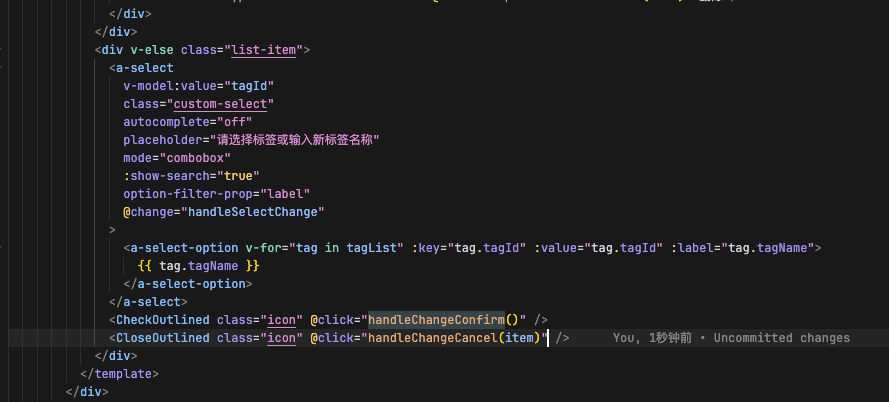 </div>
</div>
<div v-else class="list-item">
<a-select
v-model:value="tagId"
class="custom-select"
autocomplete="off"
placeholder="请选择标签或输入新标签名称"
mode="combobox"
:show-search="true"
option-filter-prop="label"
@change="handleSelectChange"
>
<a-select-option v-for="tag in tagList" :key="tag.tagId" :value="tag.tagId" :label="tag.tagName">
{{ tag.tagName }}
</a-select-option>
</a-select>
<CheckOutlined class="icon" @click="handleChangeConfirm()" />
<CloseOutlined class="icon" @click="handleChangeCancel(item)" /> You, 1秒钟前 • Uncommitted changes
</div>
</template>
</div>